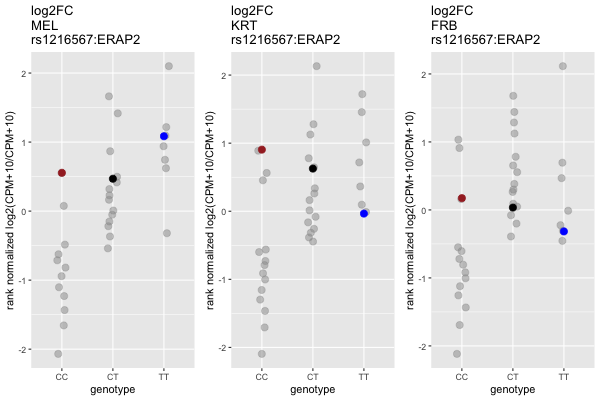 log2FC
MEL
rs1216567:ERAP2
rank normalized log2(CPM+10/CPM+10)
2
1
0
-1
-2
CC
CT
TT
genotype
log2FC
KRT
rs1216567:ERAP2
rank normalized log2(CPM+10/CPM+10)
2
1
0
-1
-2
CC
CT
TT
genotype
log2FC
FRB
rs1216567:ERAP2
rank normalized log2(CPM+10/CPM+10)
2
1
0
-1
-2
CC
CT
TT
genotype